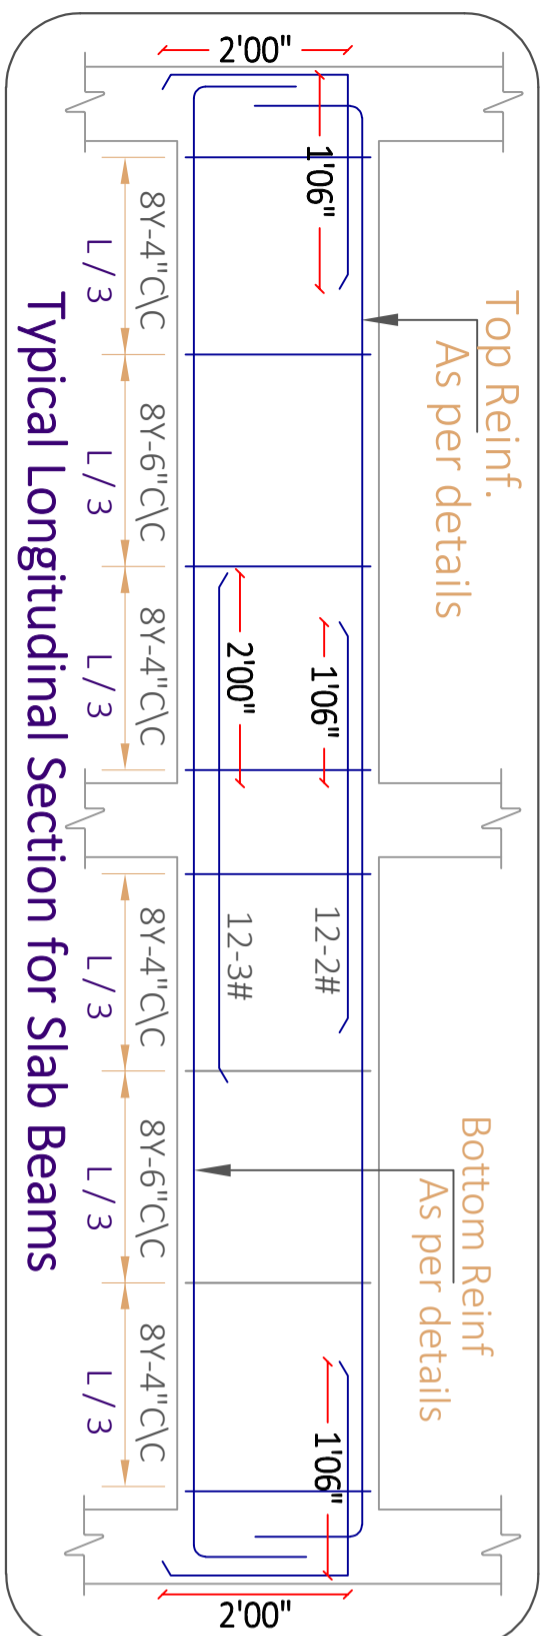 Top Reinf.
As per details
Bottom Reinf
As per details
2'00"
1'06"
1'06"
1'06"
2'00"
12-2#
2'00"
12-3#
8Y-4"C\C
8Y-6"C\C
8Y-4"C\C
8Y-4"C\C
8Y-6"C\C
8Y-4"C\C
L / 3
L / 3
L / 3
L / 3
L / 3
L / 3
Typical Longitudinal Section for Slab Beams